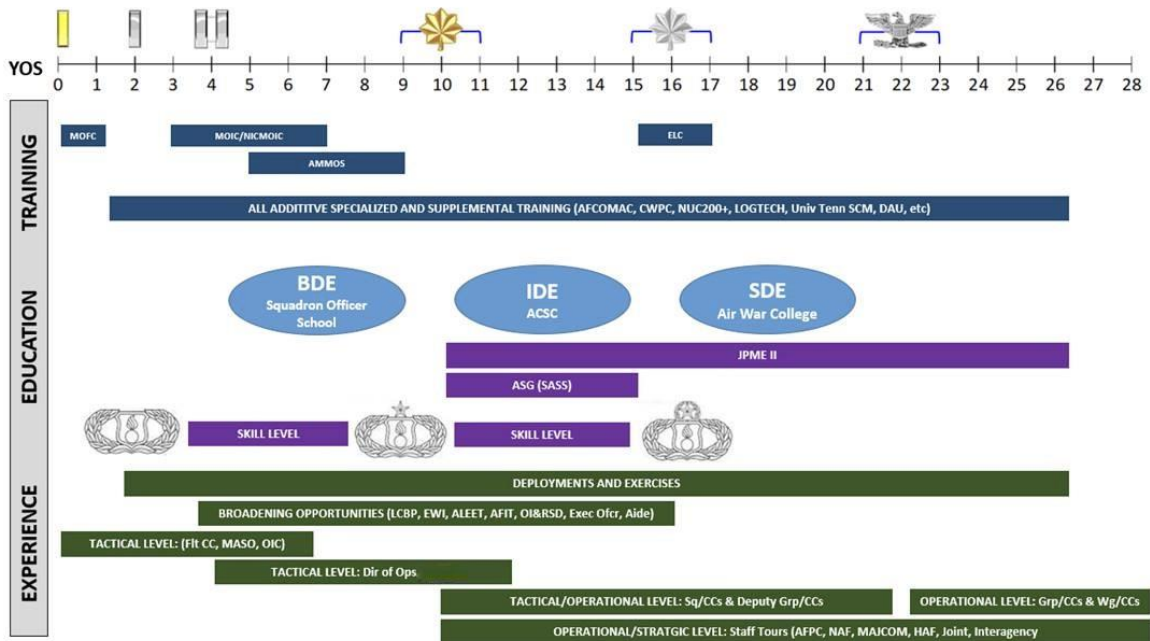 YOS
0 1 2 3 4 5 6 7 8 9 10 11 12 13 14 15 16 17 18 19 20 21 22 23 24 25 26 27 28
TRAINING
MOFC
MOIC/NICMOIC
ELC
AMMOS
ALL ADDITITVE SPECIALIZED AND SUPPLEMENTAL TRAINING (AFCOMAC, CWPC, NUC200+, LOGTECH, Univ Tenn SCM, DAU, etc)
EDUCATION
BDE
Squadron Officer
School
IDE
ACSC
SDE
Air War College
JPME II
ASG (SASS)
SKILL LEVEL
SKILL LEVEL
EXPERIENCE
DEPLOYMENTS AND EXERCISES
BROADENING OPPORTUNITIES (LCBP, EWI, ALEET, AFIT, OI&RSD, Exec Ofcr, Aide)
TACTICAL LEVEL: (Flt CC, MASO, OIC)
TACTICAL LEVEL: Dir of Ops
TACTICAL/OPERATIONAL LEVEL: Sq/CCs & Deputy Grp/CCs
OPERATIONAL LEVEL: Grp/CCs & Wg/CCs
OPERATIONAL/STRATGIC LEVEL: Staff Tours (AFPC, NAF, MAJCOM, HAF, Joint, Interagency